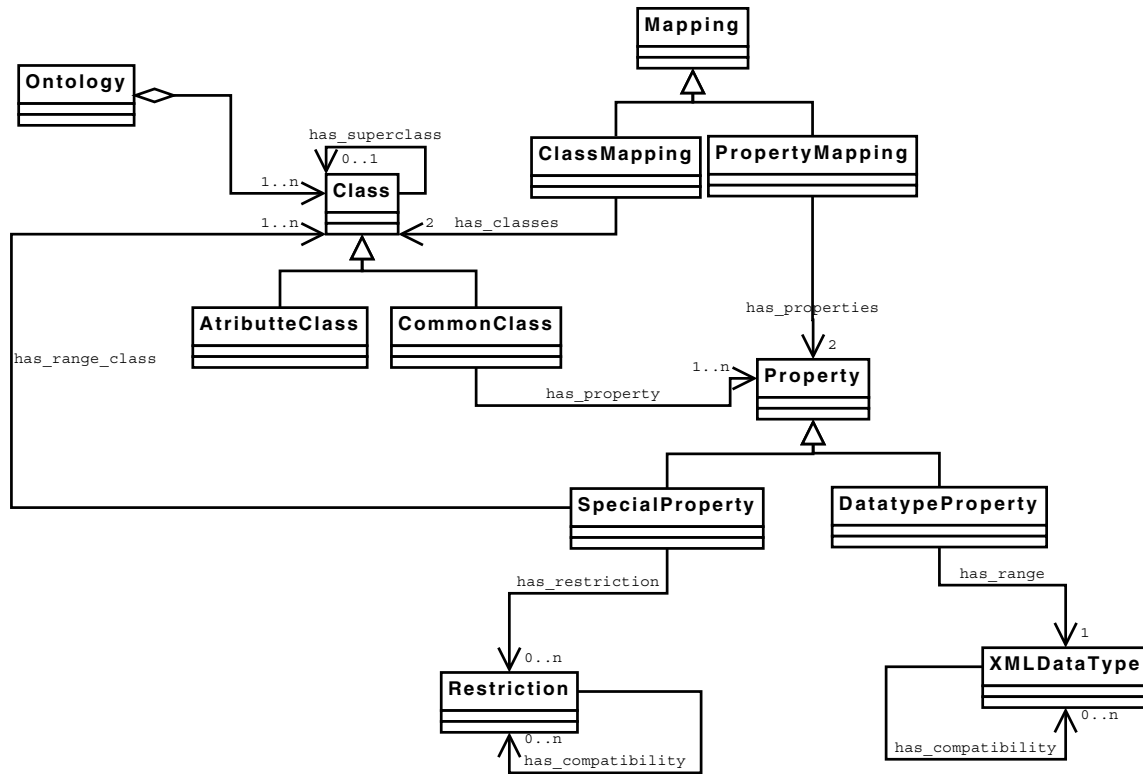 Mapping
Ontology
has_superclass
0..1
ClassMapping
PropertyMapping
1..n
Class
1..n
2
has_classes
has_properties
AtributteClass
CommonClass
has_range_class
2
1..n
Property
has_property
SpecialProperty
DatatypeProperty
has_restriction
has_range
1
0..n
XMLDataType
Restriction
0..n
0..n
has_compatibility
has_compatibility